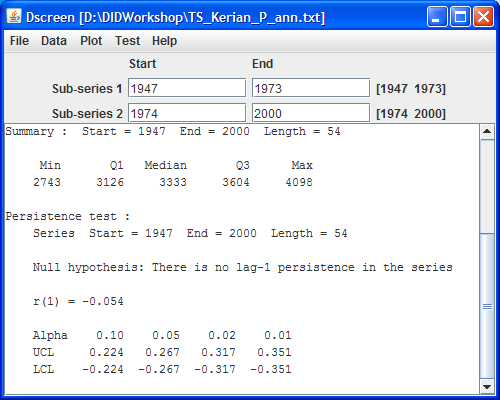 Dscreen [D:\DIDWorkshop\TS_Kerian_P_ann.txt]
File Data Plot Test Help
Start End
Sub-series 1 1947 1973 [1947 1973]
Sub-series 2 1974 2000 [1974 2000]
Summary : Start = 1947 End = 2000 Length = 54
Min Q1 Median Q3 Max
2743 3126 3333 3604 4098
Persistence test :
Series Start = 1947 End = 2000 Length = 54
Null hypothesis: There is no lag-1 persistence in the series
r(1) = -0.054
Alpha 0.10 0.05 0.02 0.01
UCL 0.224 0.267 0.317 0.351
LCL -0.224 -0.267 -0.317 -0.351